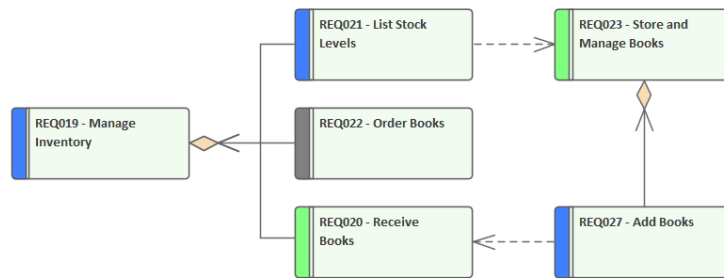 REQ021 - List Stock
Levels
REQ023 - Store and
Manage Books
REQ019 - Manage
Inventory
REQ022 - Order Books
REQ020 - Receive
Books
REQ027 - Add Books